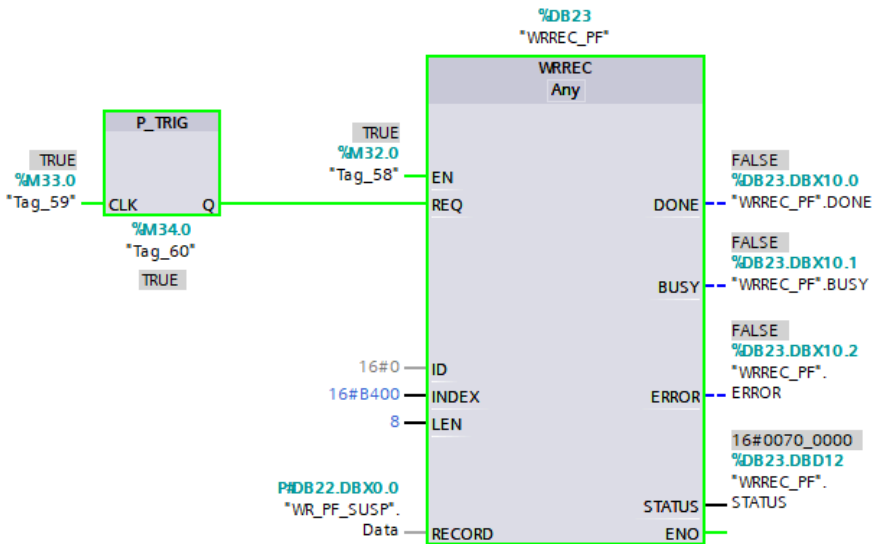 %DB23
"WRREC_PF"
WRREC
Any
P_TRIG
TRUE
%M33.0
"Tag_59"
CLK
Q
%M34.0
"Tag_60"
TRUE
TRUE
%M32.0
"Tag_58"
EN
REQ
16#0
ID
16#B400
INDEX
8
LEN
P#DB22.DBX0.0
"WR_PF_SUSP".
Data
RECORD
FALSE
%DB23.DBX10.0
DONE
"WRREC_PF".DONE
FALSE
%DB23.DBX10.1
BUSY
"WRREC_PF".BUSY
FALSE
%DB23.DBX10.2
"WRREC_PF".
ERROR
ERROR
16#0070_0000
%DB23.DBD12
"WRREC_PF".
STATUS
STATUS
ENO